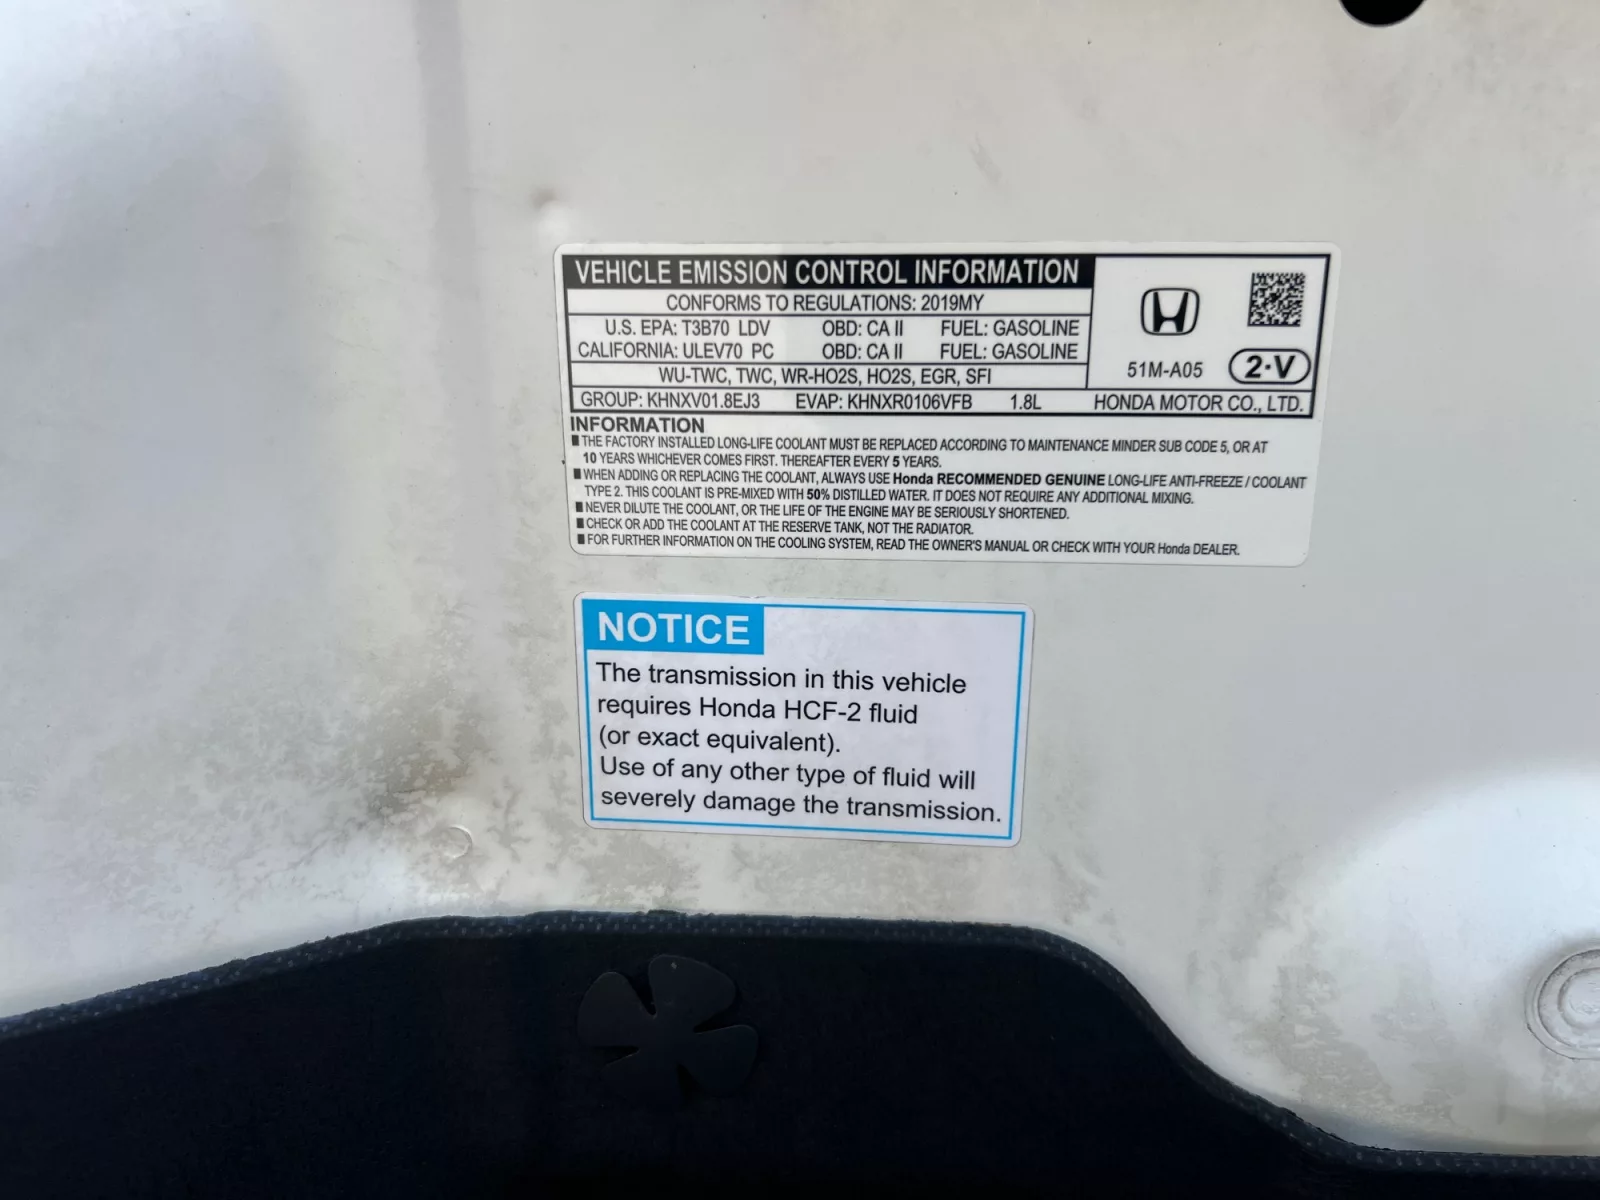 VEHICLE EMISSION CONTROL INFORMATION
CONFORMS TO REGULATIONS: 2019MY
U.S. EPA: T3B70 LDV OBD: CA II FUEL: GASOLINE
CALIFORNIA: ULEV70 PC OBD: CA II FUEL: GASOLINE
WU-TWC, TWC, WR-HO2S, HO2S, EGR, SFI
51M-A05 2·V
GROUP: KHNXV01.8EJ3 EVAP: KHNXR0106VFB 1.8L HONDA MOTOR CO., LTD.
INFORMATION
■ THE FACTORY INSTALLED LONG-LIFE COOLANT MUST BE REPLACED ACCORDING TO MAINTENANCE MINDER SUB CODE 5, OR AT
10 YEARS WHICHEVER COMES FIRST. THEREAFTER EVERY 5 YEARS.
■ WHEN ADDING OR REPLACING THE COOLANT, ALWAYS USE Honda RECOMMENDED GENUINE LONG-LIFE ANTI-FREEZE / COOLANT
TYPE 2. THIS COOLANT IS PRE-MIXED WITH 50% DISTILLED WATER. IT DOES NOT REQUIRE ANY ADDITIONAL MIXING.
■ NEVER DILUTE THE COOLANT, OR THE LIFE OF THE ENGINE MAY BE SERIOUSLY SHORTENED.
■ CHECK OR ADD THE COOLANT AT THE RESERVE TANK, NOT THE RADIATOR.
■ FOR FURTHER INFORMATION ON THE COOLING SYSTEM, READ THE OWNER'S MANUAL OR CHECK WITH YOUR Honda DEALER.
NOTICE
The transmission in this vehicle
requires Honda HCF-2 fluid
(or exact equivalent).
Use of any other type of fluid will
severely damage the transmission.